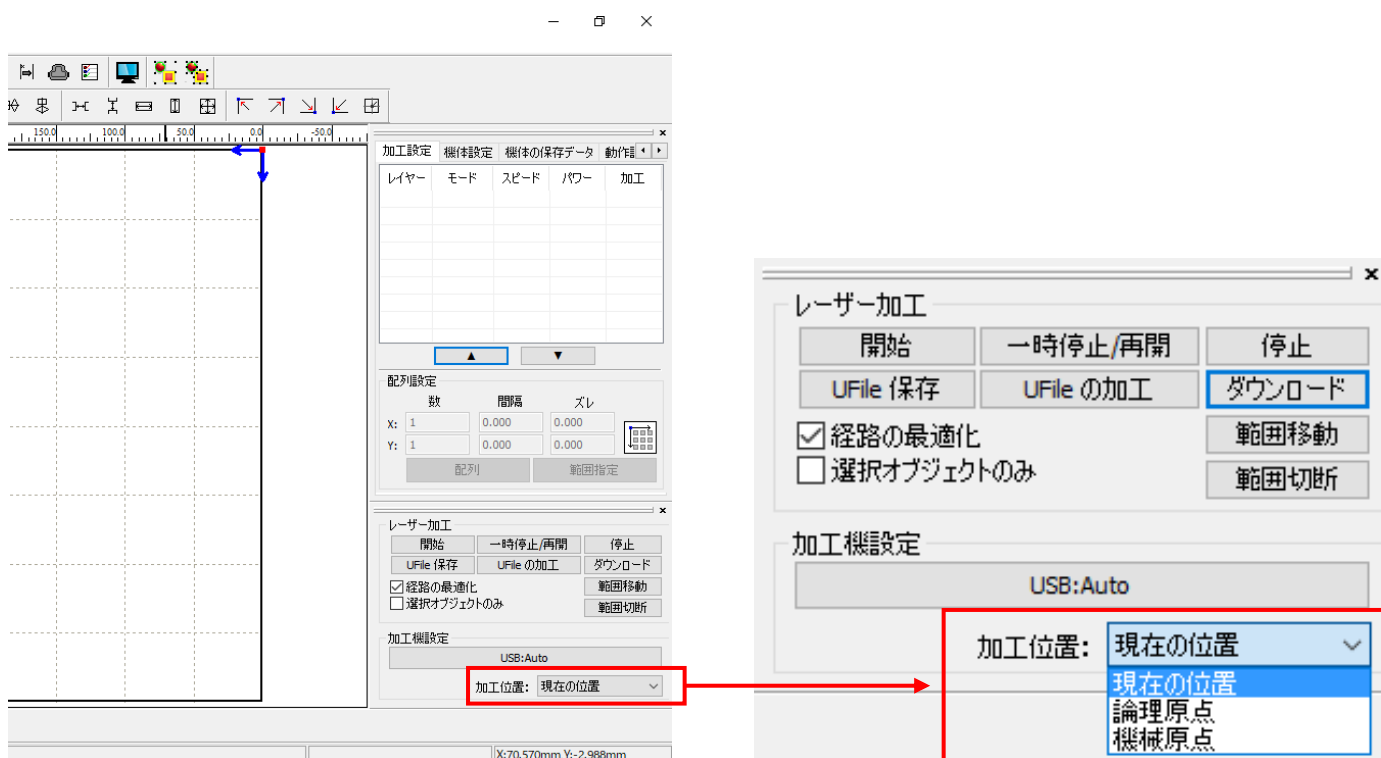 150.0 100.0 50.0 0.0 -50.0
加工設定 機体設定 機体の保存データ
レイヤー モード スピード パワー 加工
▲ ▼
配列設定
数 間隔 ズレ
X: 1 0.000 0.000
Y: 1 0.000 0.000
配列 範囲指定
レーザー加工
開始 一時停止/再開 停止
UFile 保存 UFile の加工 ダウンロード
経路の最適化 範囲移動
選択オブジェクトのみ 範囲切断
加工機設定
USB:Auto
加工位置: 現在の位置
X:70.570mm Y:-2.988mm
レーザー加工
開始 一時停止/再開 停止
UFile 保存 UFile の加工 ダウンロード
経路の最適化 範囲移動
選択オブジェクトのみ 範囲切断
加工機設定
USB:Auto
加工位置: 現在の位置
現在の位置
論理原点
機械原点